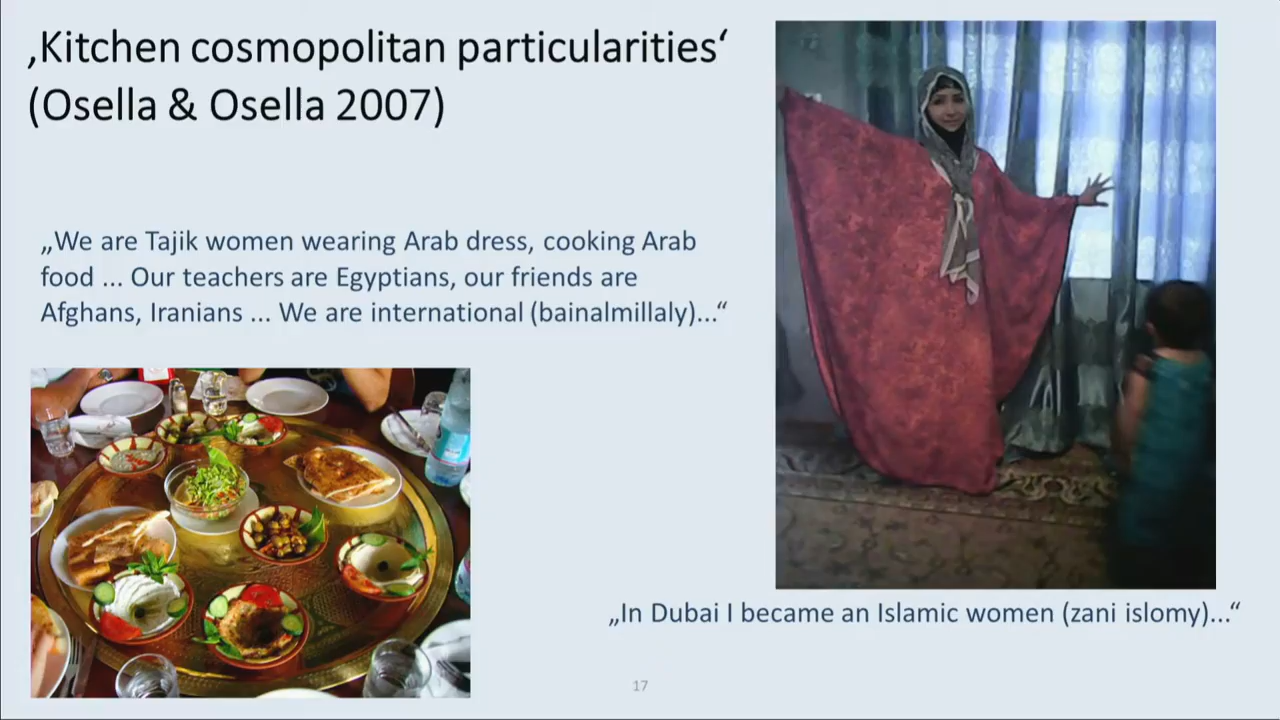 ‚Kitchen cosmopolitan particularities‘
(Osella & Osella 2007)
„We are Tajik women wearing Arab dress, cooking Arab
food ... Our teachers are Egyptians, our friends are
Afghans, Iranians ... We are international (bainalmillaly)...“
„In Dubai I became an Islamic women (zani islomy)...“
17